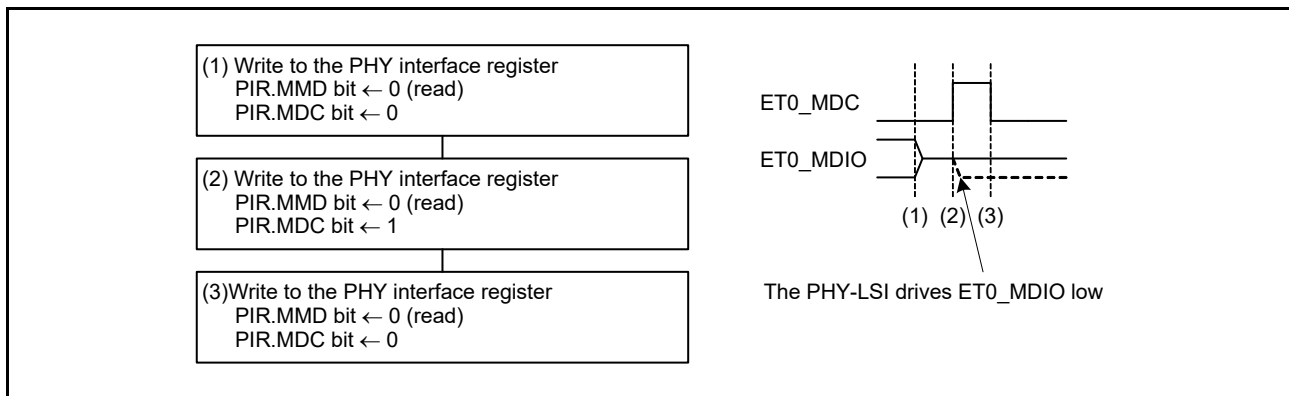 (1) Write to the PHY interface register
PIR.MMD bit ← 0 (read)
PIR.MDC bit ← 0
(2) Write to the PHY interface register
PIR.MMD bit ← 0 (read)
PIR.MDC bit ← 1
(3)Write to the PHY interface register
PIR.MMD bit ← 0 (read)
PIR.MDC bit ← 0
ET0_MDC
ET0_MDIO
(1) (2) (3)
The PHY-LSI drives ET0_MDIO low